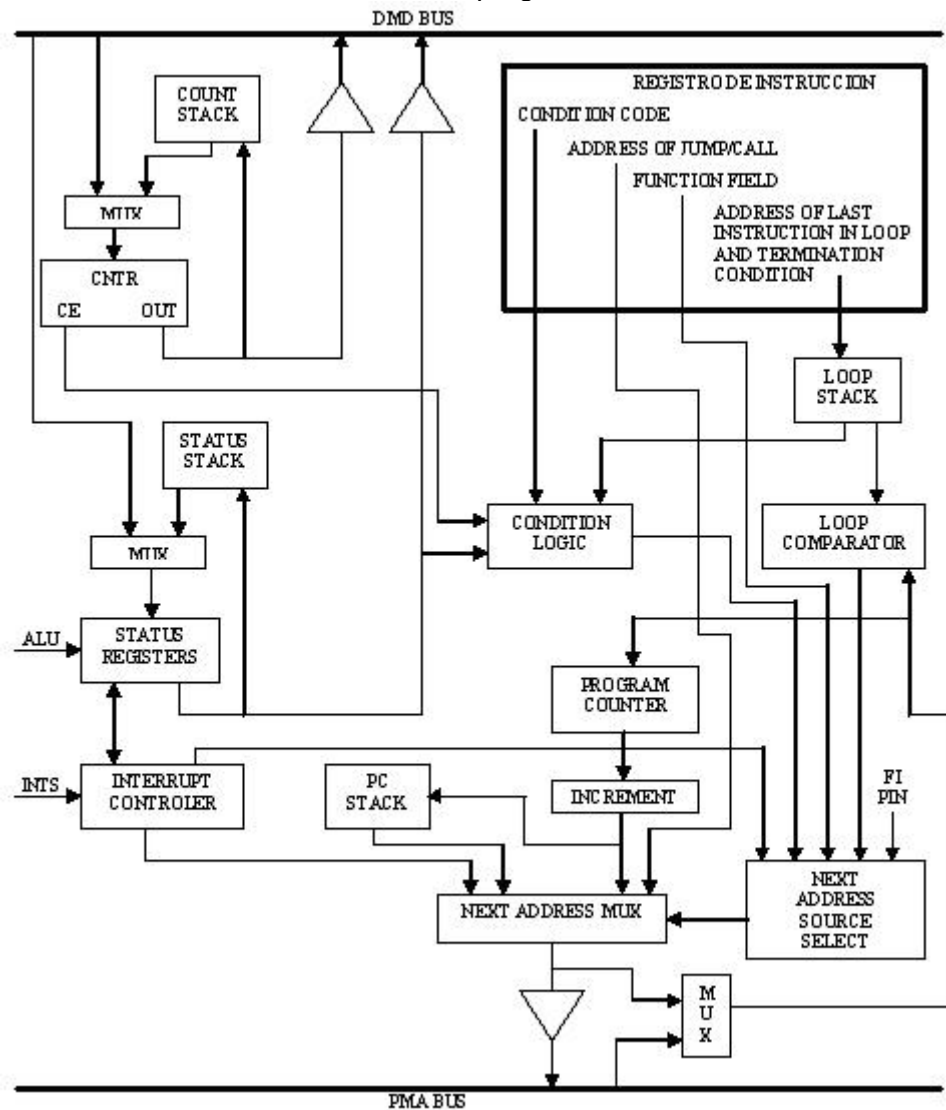 DMD BUS
REGISTRO DE INSTRUCCION
CONDITION CODE
ADDRESS OF JUMP/CALL
FUNCTION FIELD
ADDRESS OF LAST
INSTRUCTION IN LOOP
AND TERMINATION
CONDITION
COUNT
STACK
MUX
CNTR
CE OUT
LOOP
STACK
STATUS
STACK
MUX
CONDITION
LOGIC
LOOP
COMPARATOR
ALU
STATUS
REGISTERS
PROGRAM
COUNTER
INTS
INTERRUPT
CONTROLER
PC
STACK
INCREMENT
FI
PIN
NEXT ADDRESS MUX
NEXT
ADDRESS
SOURCE
SELECT
M
U
X
PMA BUS